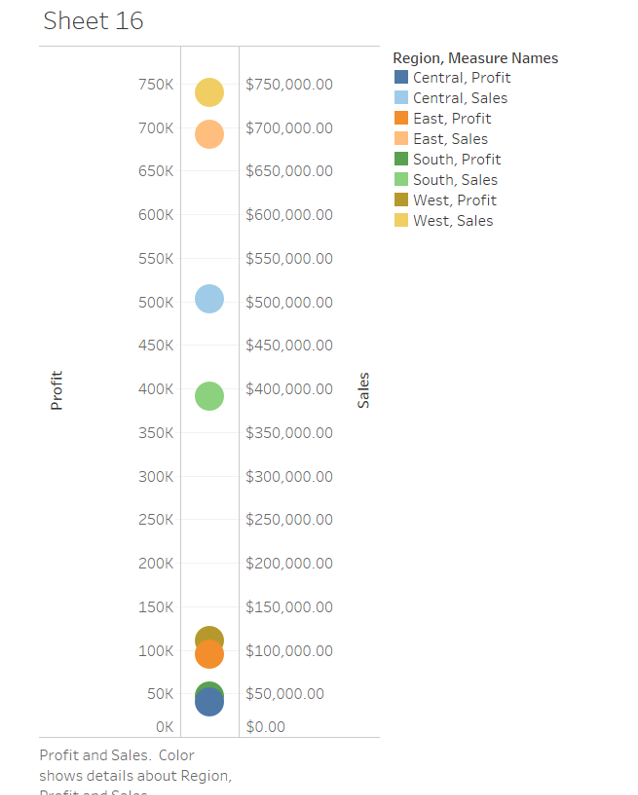 Sheet 16
Region, Measure Names
Central, Profit
Central, Sales
East, Profit
East, Sales
South, Profit
South, Sales
West, Profit
West, Sales
750K $750,000.00
700K $700,000.00
650K $650,000.00
600K $600,000.00
550K $550,000.00
500K $500,000.00
450K $450,000.00
400K $400,000.00
350K $350,000.00
300K $300,000.00
250K $250,000.00
200K $200,000.00
150K $150,000.00
100K $100,000.00
50K $50,000.00
0K $0.00
Profit
Sales
Profit and Sales. Color
shows details about Region,
Profit and Sales